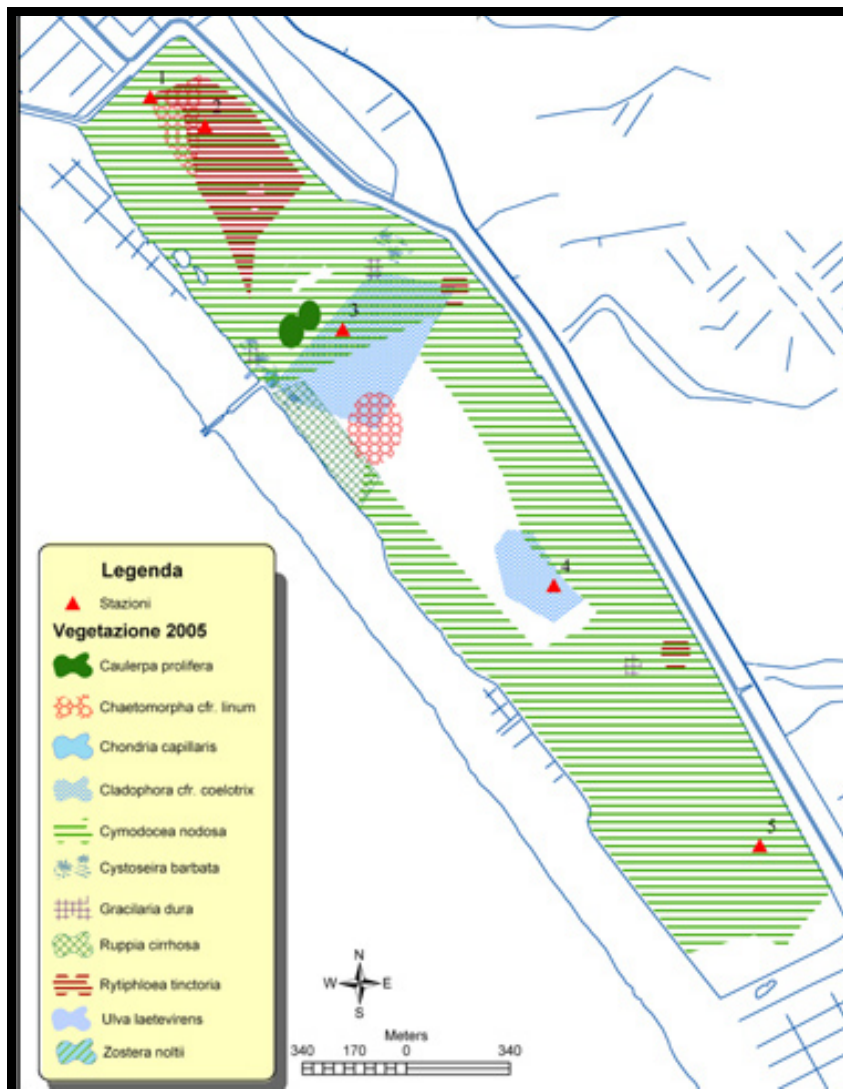 1
2
3
4
5
Legenda
Stazioni
Vegetazione 2005
Caulerpa prolifera
Chaetomorpha cfr. linum
Chondria capillaris
Cladophora cfr. coelotrix
Cymodocea nodosa
Cystoseira barbata
Gracilaria dura
Ruppia cirrhosa
Rytiphloea tinctoria
Ulva laetevirens
Zostera noltii
N
W E
S
Meters
340 170 0 340